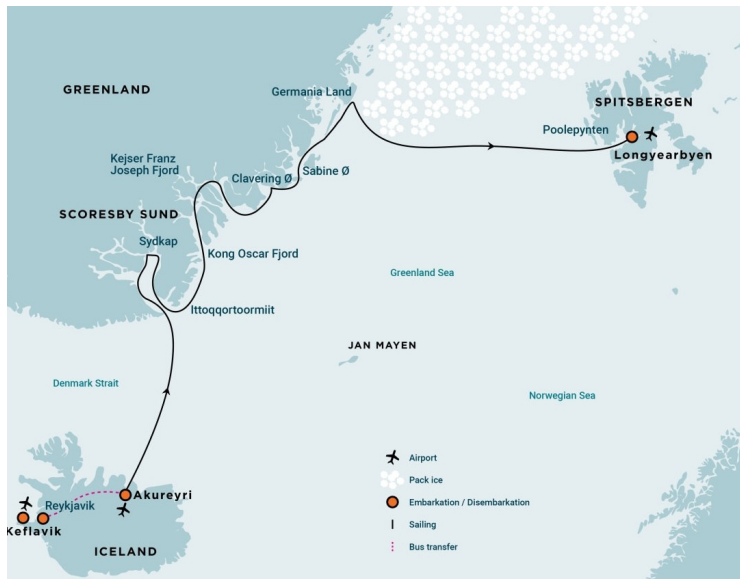 GREENLAND
Germania Land
SPITSBERGEN
Poolepynten
Longyearbyen
Kejser Franz
Joseph Fjord
Clavering Ø
Sabine Ø
SCORESBY SUND
Sydkap
Kong Oscar Fjord
Greenland Sea
Ittoqqortoormiit
JAN MAYEN
Denmark Strait
Norwegian Sea
Airport
Pack ice
Embarkation / Disembarkation
Sailing
Bus transfer
Akureyri
Reykjavik
Keflavik
ICELAND